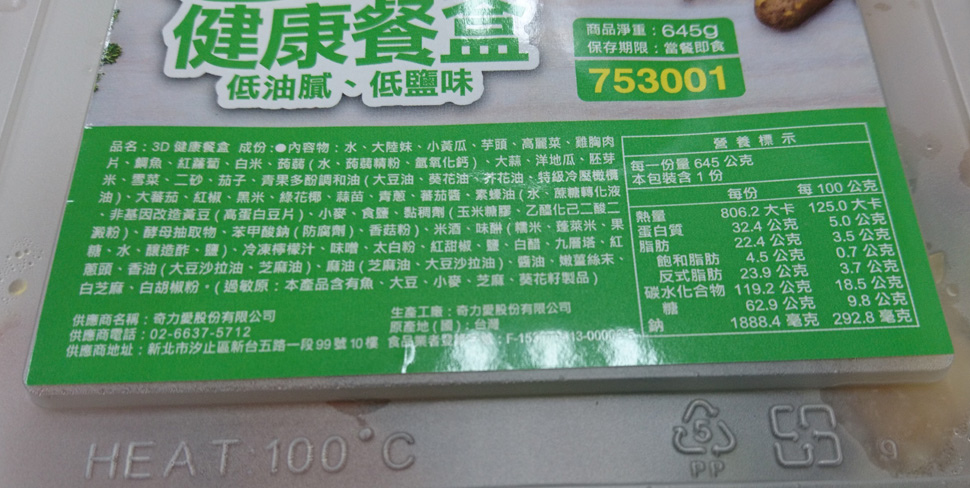 健康餐盒
低油膩、低鹽味
商品淨重：645g
保存期限：當餐即食
753001
品名：3D 健康餐盒 成份：●內容物：水、大陸妹、小黃瓜、芋頭、高麗菜、雞胸肉
片、鯛魚、紅蘿蔔、白米、蒟蒻（水、蒟蒻精粉、氫氧化鈣）、大蒜、洋地瓜、胚芽
米、雪菜、二砂、茄子、青果多酚調和油（大豆油、葵花油、芥花油、特級冷壓橄欖
油）、大蕃茄、紅椒、黑米、綠花椰、蒜苗、青蔥、蕃茄醬、素蠔油（水、蔗糖轉化液
、非基因改造黃豆（高蛋白豆片）、小麥、食鹽、黏稠劑（玉米糖膠、乙醯化己二酸二
澱粉）、酵母抽取物、苯甲酸鈉（防腐劑）、香菇粉）、米酒、味醂（糯米、蓬萊米、果
糖、水、釀造酢、鹽）、冷凍檸檬汁、味噌、太白粉、紅甜椒、鹽、白醋、九層塔、紅
蔥頭、香油（大豆沙拉油、芝麻油）、麻油（芝麻油、大豆沙拉油）、醬油、嫩薑絲末、
白芝麻、白胡椒粉。（過敏原：本產品含有魚、大豆、小麥、芝麻、葵花籽製品）
供應商名稱：奇力愛股份有限公司
供應商電話：02-6637-5712
供應商地址：新北市汐止區新台五路一段99號10樓
生產工廠：奇力愛股份有限公司
原產地（國）：台灣
營養標示
每一份量 645 公克
本包裝含 1 份
每份 每 100 公克
熱量 806.2 大卡 125.0 大卡
蛋白質 32.4 公克 5.0 公克
脂肪 22.4 公克 3.5 公克
飽和脂肪 4.5 公克 0.7 公克
反式脂肪 23.9 公克 3.7 公克
碳水化合物 119.2 公克 18.5 公克
糖 62.9 公克 9.8 公克
鈉 1888.4 毫克 292.8 毫克
HEAT 100°C
5
PP
9